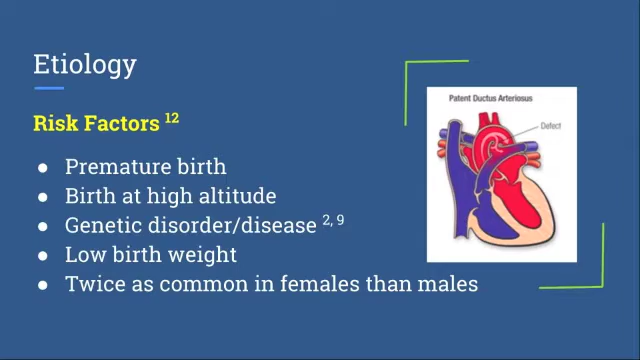 Etiology
Risk Factors 12
● Premature birth
● Birth at high altitude
● Genetic disorder/disease 2, 9
● Low birth weight
● Twice as common in females than males
Patent Ductus Arteriosus
Defect